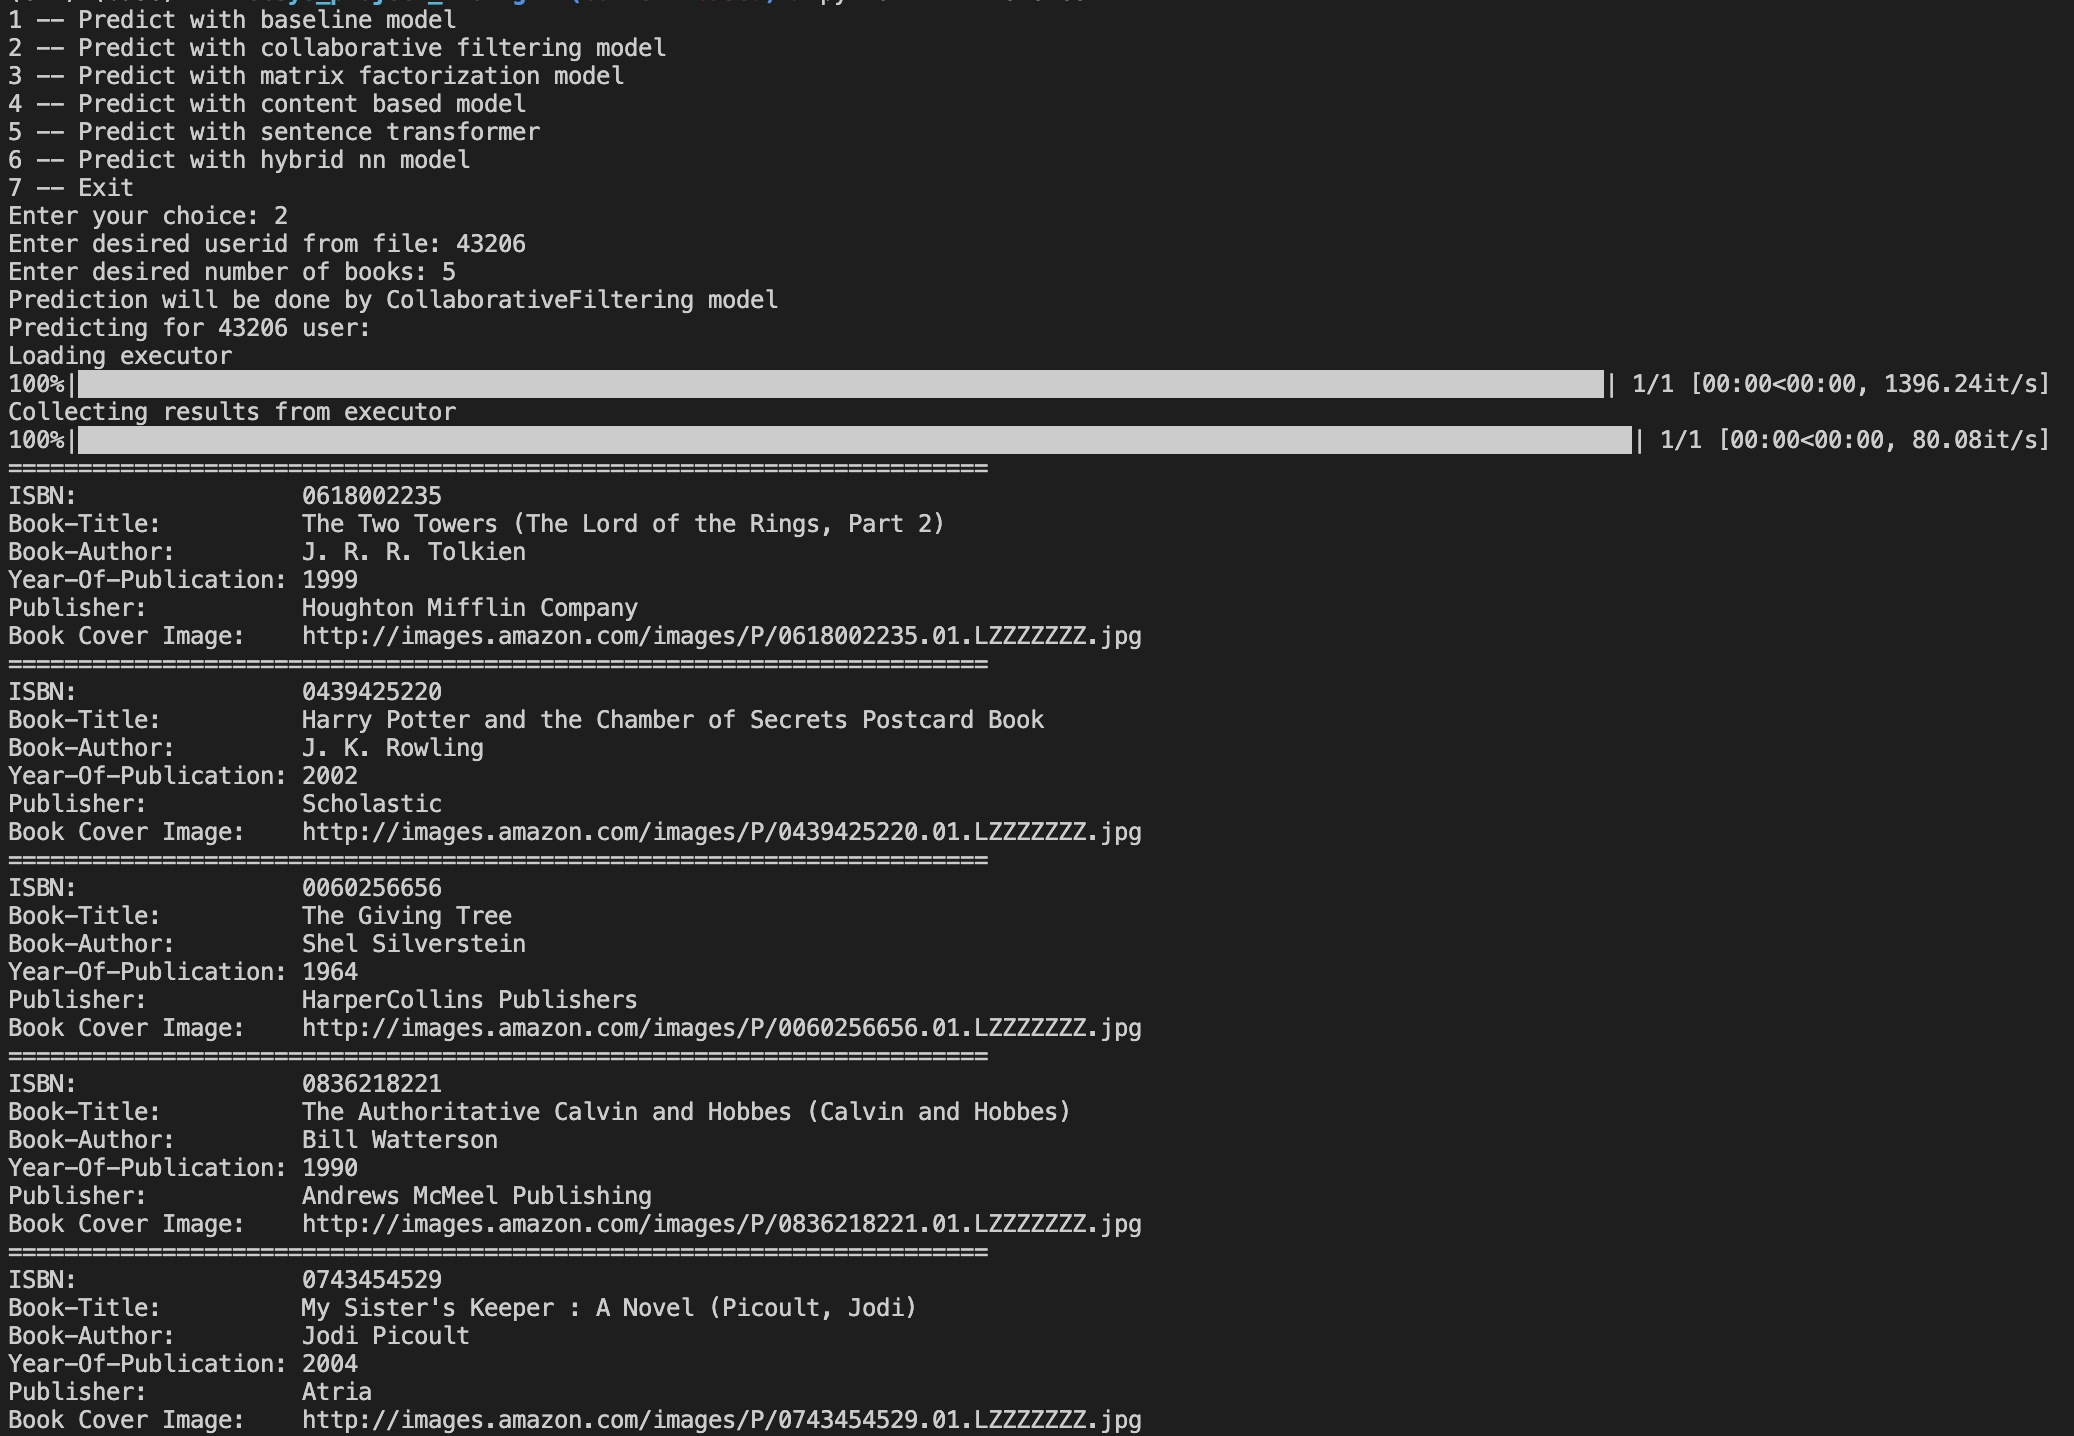 1 -- Predict with baseline model
2 -- Predict with collaborative filtering model
3 -- Predict with matrix factorization model
4 -- Predict with content based model
5 -- Predict with sentence transformer
6 -- Predict with hybrid nn model
7 -- Exit
Enter your choice: 2
Enter desired userid from file: 43206
Enter desired number of books: 5
Prediction will be done by CollaborativeFiltering model
Predicting for 43206 user:
Loading executor
100%| | 1/1 [00:00<00:00, 1396.24it/s]
Collecting results from executor
100%| | 1/1 [00:00<00:00, 80.08it/s]
======================================================================
ISBN: 0618002235
Book-Title: The Two Towers (The Lord of the Rings, Part 2)
Book-Author: J. R. R. Tolkien
Year-Of-Publication: 1999
Publisher: Houghton Mifflin Company
Book Cover Image: http://images.amazon.com/images/P/0618002235.01.LZZZZZZZ.jpg
======================================================================
ISBN: 0439425220
Book-Title: Harry Potter and the Chamber of Secrets Postcard Book
Book-Author: J. K. Rowling
Year-Of-Publication: 2002
Publisher: Scholastic
Book Cover Image: http://images.amazon.com/images/P/0439425220.01.LZZZZZZZ.jpg
======================================================================
ISBN: 0060256656
Book-Title: The Giving Tree
Book-Author: Shel Silverstein
Year-Of-Publication: 1964
Publisher: HarperCollins Publishers
Book Cover Image: http://images.amazon.com/images/P/0060256656.01.LZZZZZZZ.jpg
======================================================================
ISBN: 0836218221
Book-Title: The Authoritative Calvin and Hobbes (Calvin and Hobbes)
Book-Author: Bill Watterson
Year-Of-Publication: 1990
Publisher: Andrews McMeel Publishing
Book Cover Image: http://images.amazon.com/images/P/0836218221.01.LZZZZZZZ.jpg
======================================================================
ISBN: 0743454529
Book-Title: My Sister's Keeper : A Novel (Picoult, Jodi)
Book-Author: Jodi Picoult
Year-Of-Publication: 2004
Publisher: Atria
Book Cover Image: http://images.amazon.com/images/P/0743454529.01.LZZZZZZZ.jpg